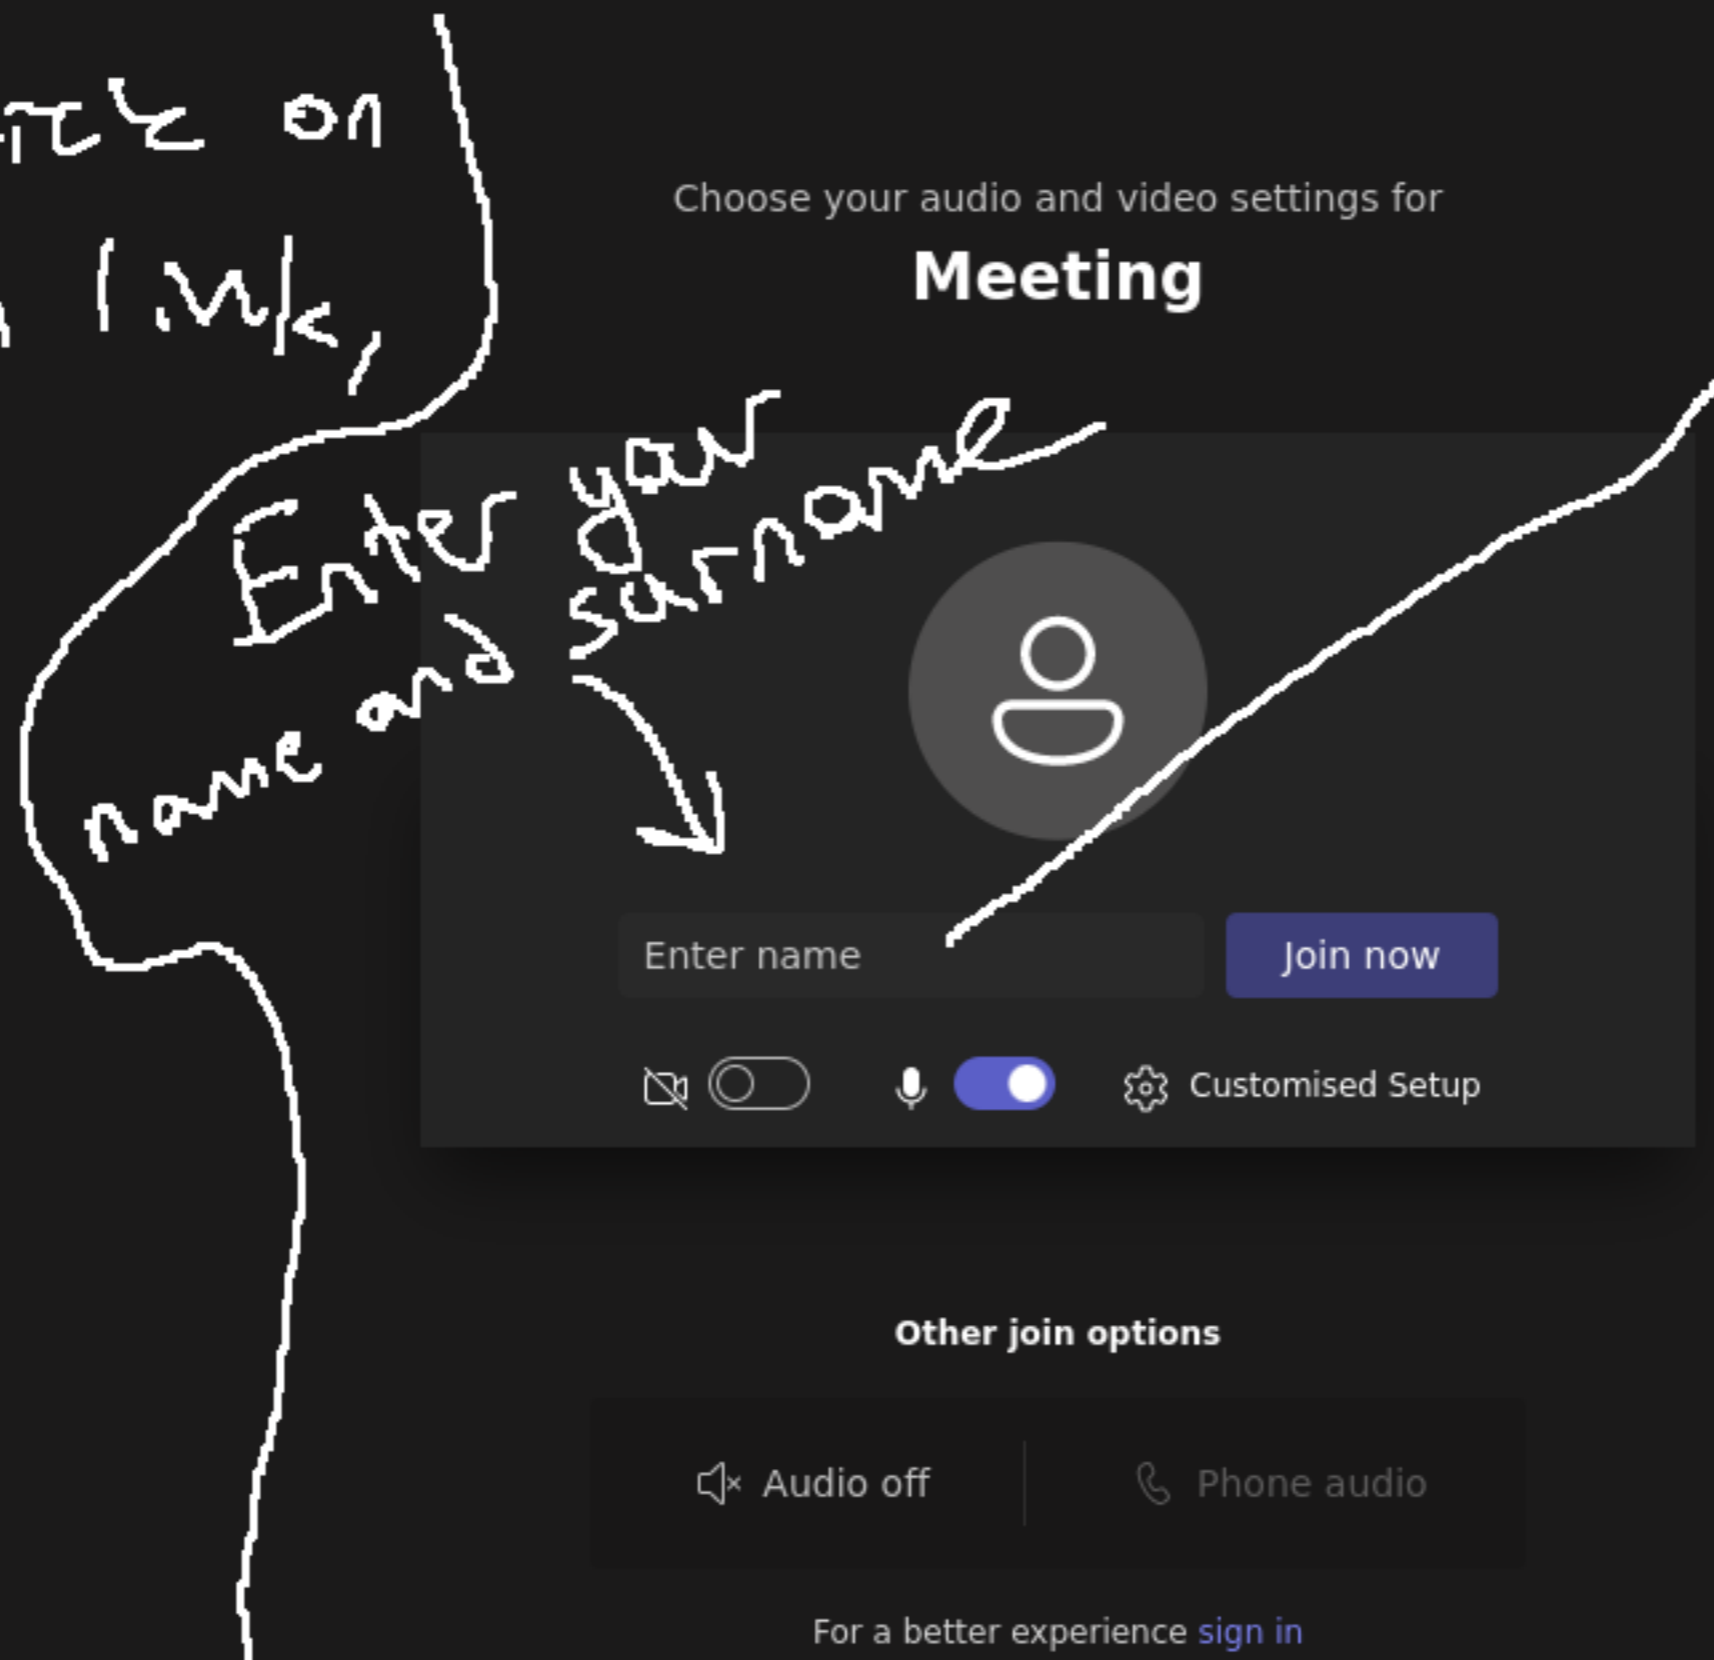 on
link,
Choose your audio and video settings for
Meeting
Enter your
name and surname
Enter name
Join now
Customised Setup
Other join options
Audio off
Phone audio
For a better experience sign in